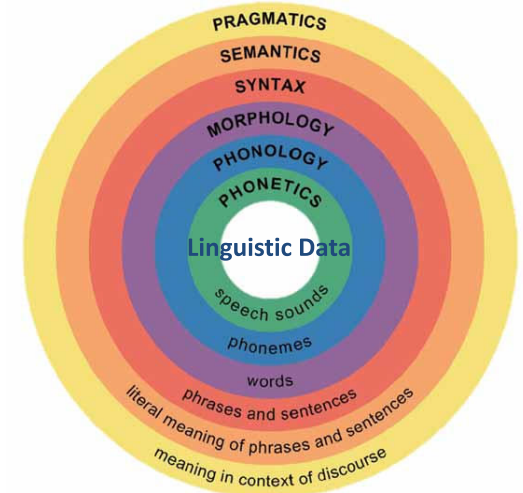 PRAGMATICS
SEMANTICS
SYNTAX
MORPHOLOGY
PHONOLOGY
PHONETICS
Linguistic Data
speech sounds
phonemes
words
phrases and sentences
literal meaning of phrases and sentences
meaning in context of discourse